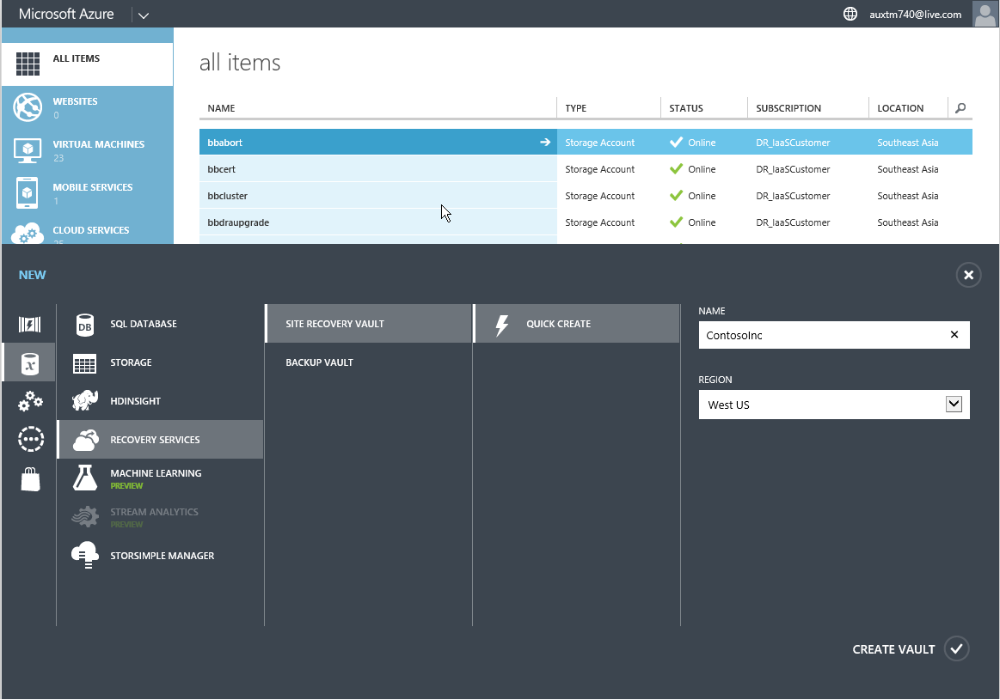 Microsoft Azure
auxtm740@live.com
ALL ITEMS
WEBSITES
0
VIRTUAL MACHINES
23
MOBILE SERVICES
1
CLOUD SERVICES
all items
NAME TYPE STATUS SUBSCRIPTION LOCATION
bbabort Storage Account Online DR_IaaSCustomer Southeast Asia
bbcert Storage Account Online DR_IaaSCustomer Southeast Asia
bbcluster Storage Account Online DR_IaaSCustomer Southeast Asia
bbdraupgrade Storage Account Online DR_IaaSCustomer Southeast Asia
NEW
DB
SQL DATABASE
STORAGE
HDINSIGHT
RECOVERY SERVICES
MACHINE LEARNING
PREVIEW
STREAM ANALYTICS
PREVIEW
STORSIMPLE MANAGER
SITE RECOVERY VAULT
BACKUP VAULT
QUICK CREATE
NAME
ContosoInc
REGION
West US
CREATE VAULT